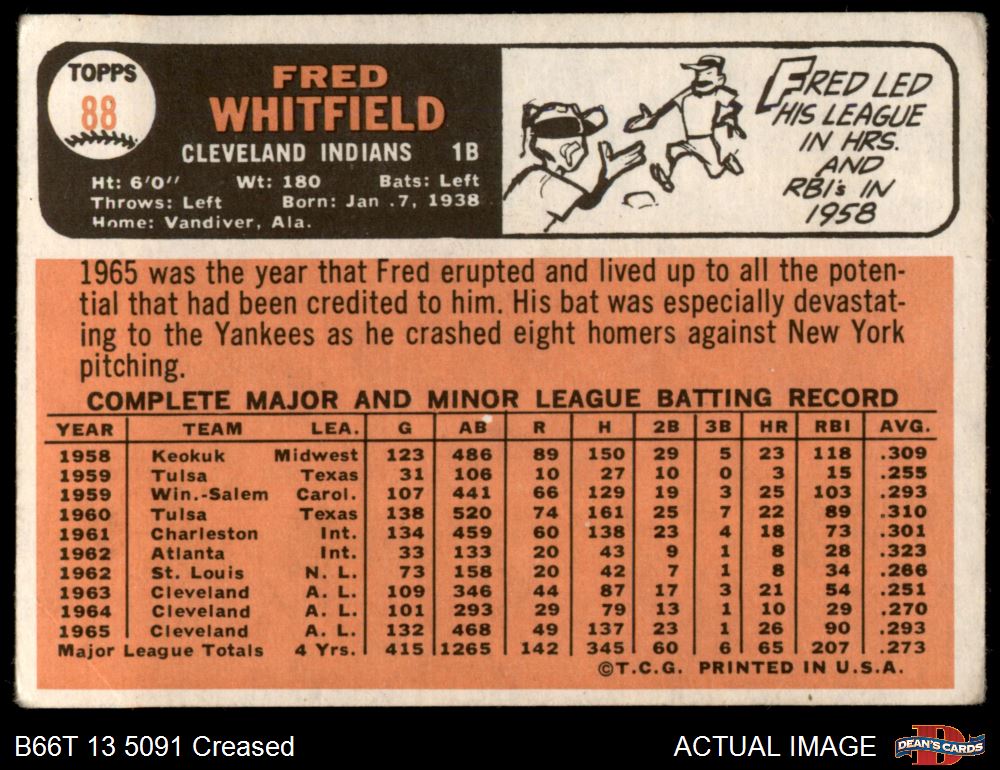 TOPPS
88
FRED
WHITFIELD
CLEVELAND INDIANS 1B
Ht: 6'0" Wt: 180 Bats: Left
Throws: Left Born: Jan .7, 1938
Home: Vandiver, Ala.
FRED LED
HIS LEAGUE
IN HRS.
AND
RBI's IN
1958
1965 was the year that Fred erupted and lived up to all the poten-
tial that had been credited to him. His bat was especially devastat-
ing to the Yankees as he crashed eight homers against New York
pitching.
COMPLETE MAJOR AND MINOR LEAGUE BATTING RECORD
YEAR TEAM LEA. G AB R H 2B 3B HR RBI AVG.
1958 Keokuk Midwest 123 486 89 150 29 5 23 118 .309
1959 Tulsa Texas 31 106 10 27 10 0 3 15 .255
1959 Win.-Salem Carol. 107 441 66 129 19 3 25 103 .293
1960 Tulsa Texas 138 520 74 161 25 7 22 89 .310
1961 Charleston Int. 134 459 60 138 23 4 18 73 .301
1962 Atlanta Int. 33 133 20 43 9 1 8 28 .323
1962 St. Louis N. L. 73 158 20 42 7 1 8 34 .266
1963 Cleveland A. L. 109 346 44 87 17 3 21 54 .251
1964 Cleveland A. L. 101 293 29 79 13 1 10 29 .270
1965 Cleveland A. L. 132 468 49 137 23 1 26 90 .293
Major League Totals 4 Yrs. 415 1265 142 345 60 6 65 207 .273
©T.C.G. PRINTED IN U.S.A.
B66T 13 5091 Creased
ACTUAL IMAGE
DEAN'S CARDS